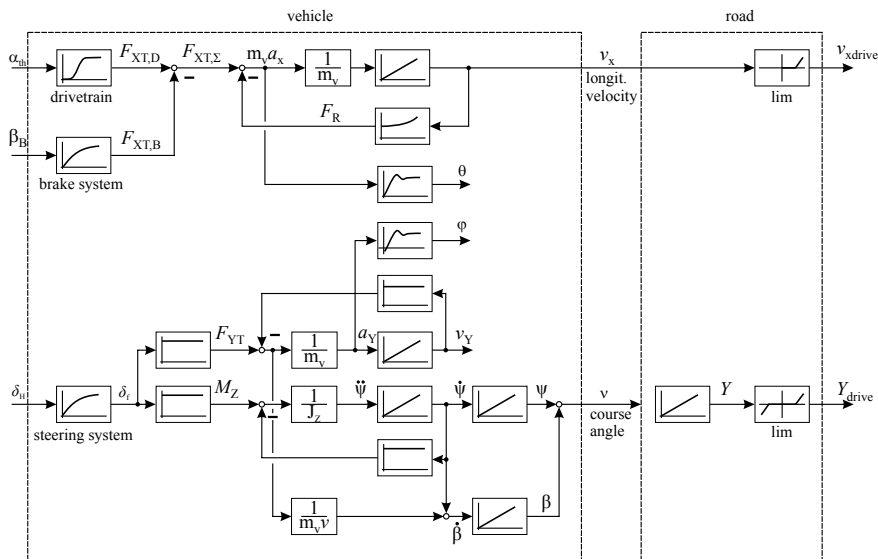 vehicle
road
α_th
F_XT,D
F_XT,Σ
m_v a_x
1
m_v
v_x
v_xdrive
drivetrain
longit.
velocity
lim
F_R
β_B
F_XT,B
brake system
θ
φ
F_YT
1
m_v
a_Y
v_Y
δ_H
δ_f
M_Z
1
J_z
ψ̈
ψ̇
ψ
ν
Y
Y_drive
steering system
course
angle
lim
1
m_v v
β̇
β